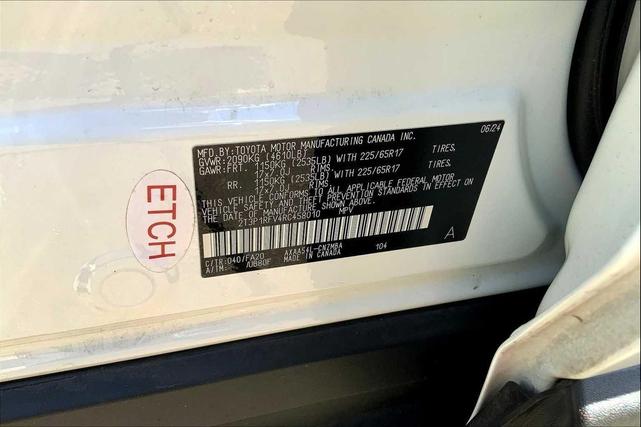 MFD.BY:TOYOTA MOTOR MANUFACTURING CANADA INC. 06/24
GVWR:2090KG (4610LB)
GAWR:FRT. 1150KG (2535LB) WITH 225/65R17 TIRES,
17x7.0J RIMS,
RR. 1150KG (2535LB) WITH 225/65R17 TIRES,
17x7.0J RIMS,
THIS VEHICLE CONFORMS TO ALL APPLICABLE FEDERAL MOTOR
VEHICLE SAFETY AND THEFT PREVENTION STANDARDS IN EFFECT ON
THE DATE OF MANUFACTURE SHOWN ABOVE.
2T3P1RFV4RC458010 MPV
C/TR:040/FA20 AXAA54L-CNZMBA 104 A
A/TM: /UB80F MADE IN CANADA
ETCH